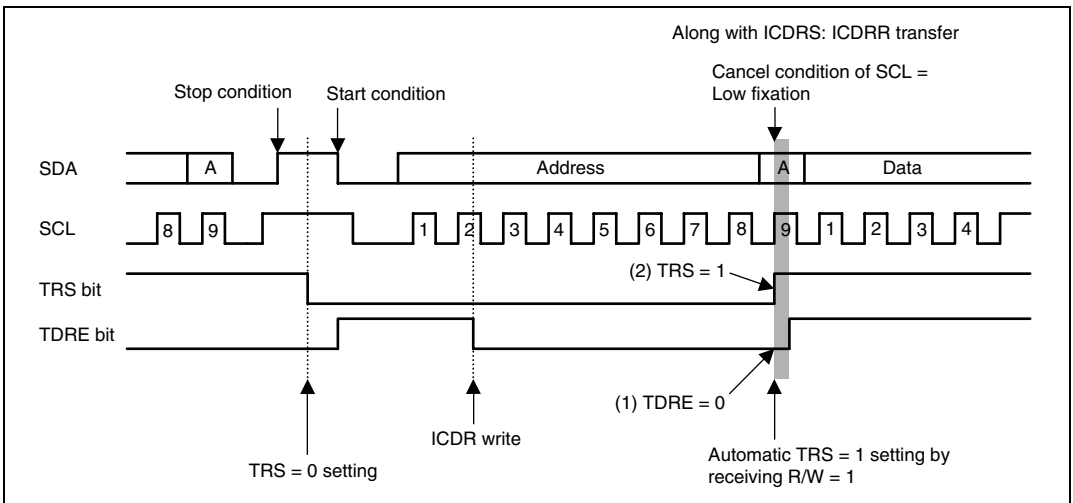 Along with ICDRS: ICDRR transfer
Cancel condition of SCL =
Low fixation
Stop condition
Start condition
SDA
A
Address
A
Data
SCL
8 9 1 2 3 4 5 6 7 8 9 1 2 3 4
(2) TRS = 1
TRS bit
TDRE bit
(1) TDRE = 0
ICDR write
TRS = 0 setting
Automatic TRS = 1 setting by
receiving R/W = 1